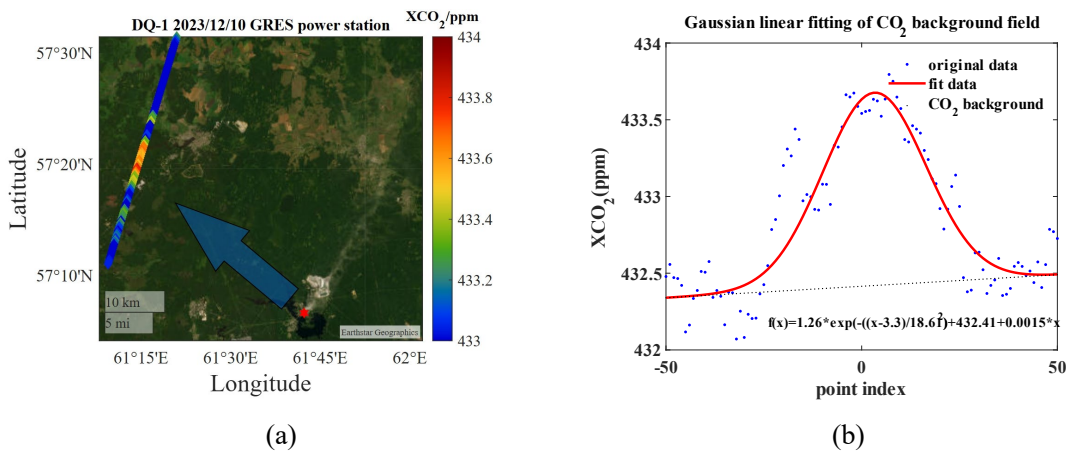 DQ-1 2023/12/10 GRES power station
XCO₂/ppm
57°30'N
57°20'N
57°10'N
Latitude
434
433.8
433.6
433.4
433.2
433
10 km
5 mi
Earthstar Geographics
61°15'E 61°30'E 61°45'E 62°E
Longitude
(a)
Gaussian linear fitting of CO₂ background field
434
433.5
433
432.5
432
XCO₂(ppm)
original data
fit data
CO₂ background
f(x)=1.26*exp(-((x-3.3)/18.61)²)+432.41+0.0015*x
-50 0 50
point index
(b)